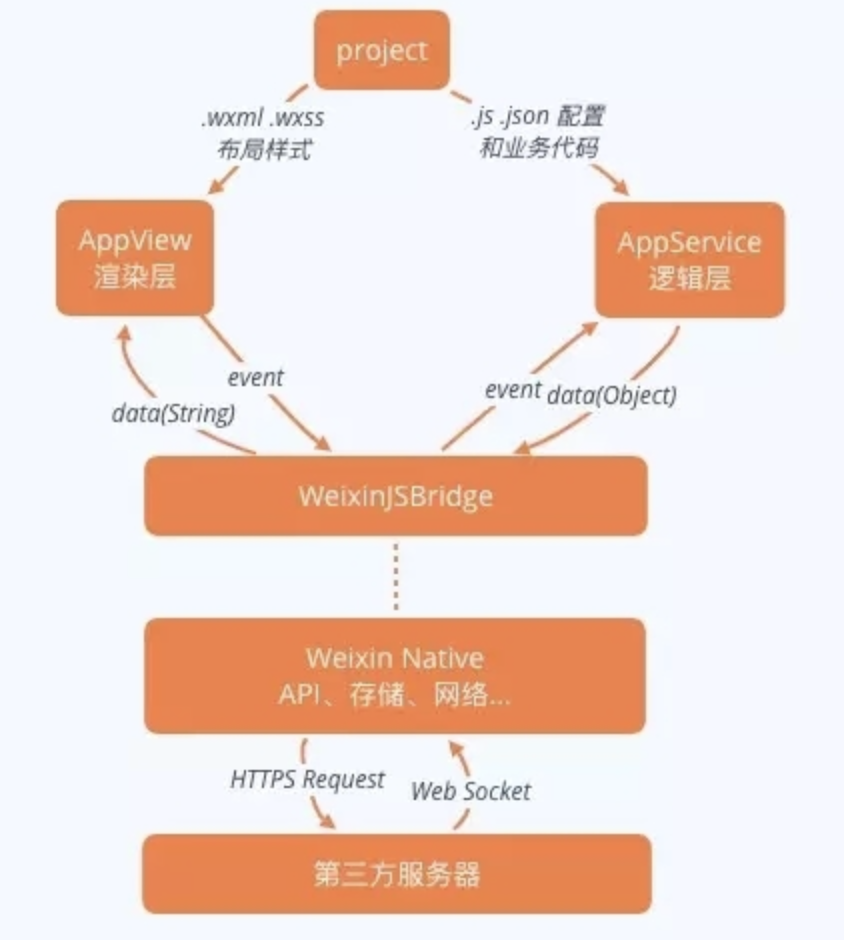 project
.wxml .wxss
布局样式
.js .json 配置
和业务代码
AppView
渲染层
AppService
逻辑层
event
data(String)
event
data(Object)
WeixinJSBridge
Weixin Native
API、存储、网络...
HTTPS Request
Web Socket
第三方服务器